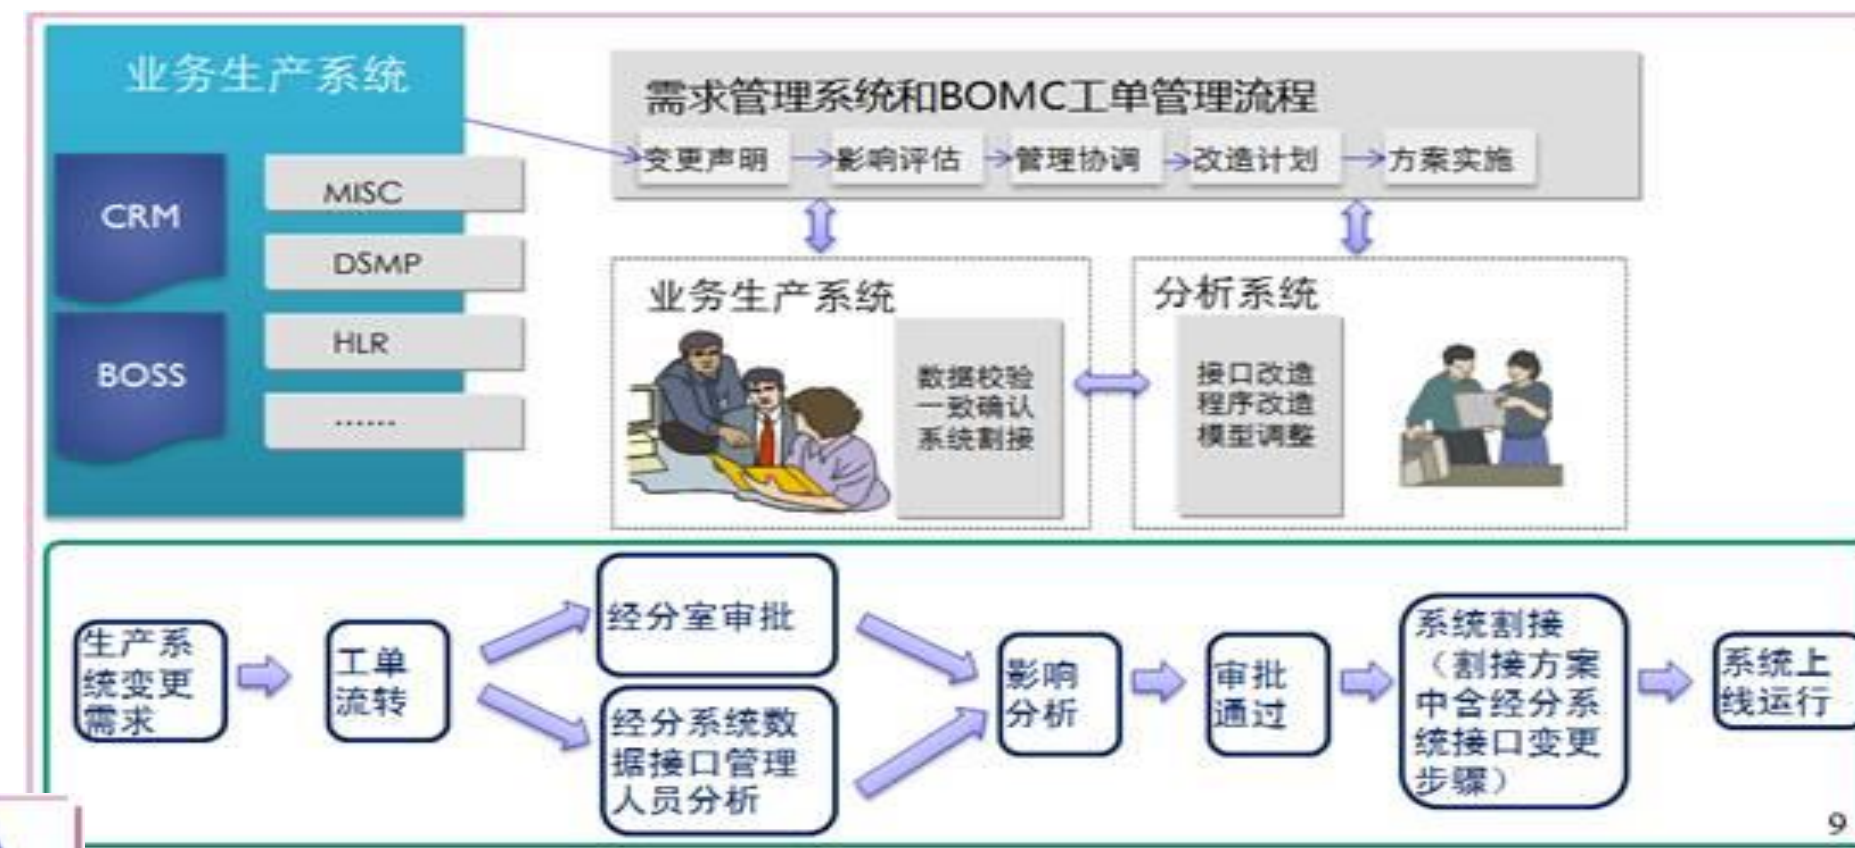 业务生产系统
CRM
MISC
DSMP
BOSS
HLR
……
需求管理系统和BOMC工单管理流程
变更声明
影响评估
管理协调
改造计划
方案实施
业务生产系统
数据校验
一致确认
系统割接
分析系统
接口改造
程序改造
模型调整
生产系
统变更
需求
工单
流转
经分室审批
经分系统数
据接口管理
人员分析
影响
分析
审批
通过
系统割接
（割接方案
中含经分系
统接口变更
步骤）
系统上
线运行
9